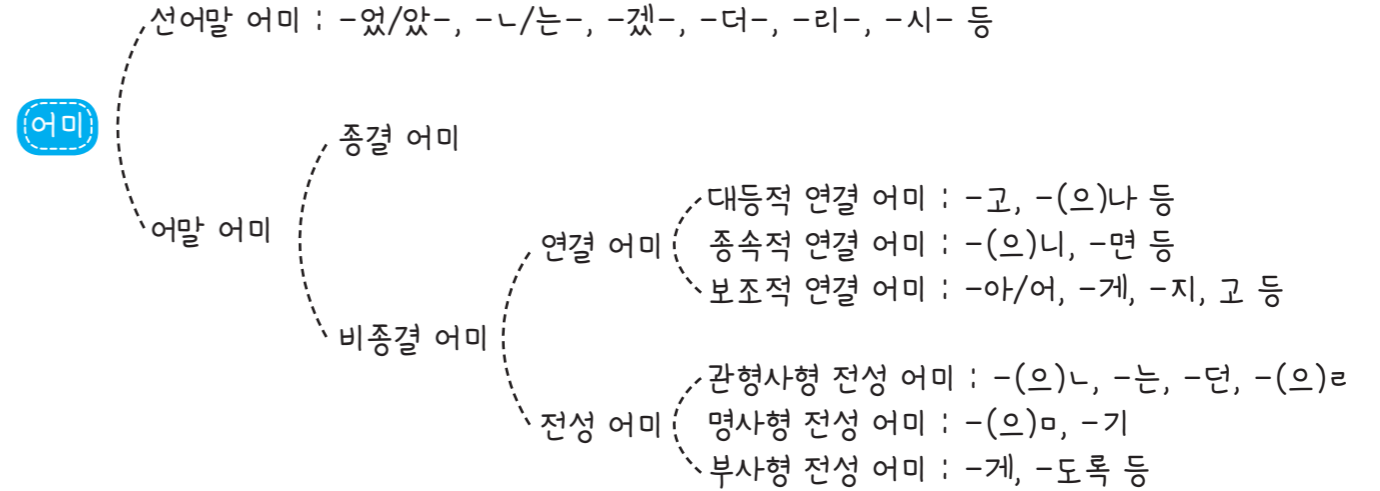 선어말 어미 : -었/았-, -ㄴ/는-, -겠-, -더-, -리-, -시- 등
어미
종결 어미
어말 어미
대등적 연결 어미 : -고, -(으)나 등
연결 어미
종속적 연결 어미 : -(으)니, -면 등
보조적 연결 어미 : -아/어, -게, -지, 고 등
비종결 어미
관형사형 전성 어미 : -(으)ㄴ, -는, -던, -(으)ㄹ
전성 어미
명사형 전성 어미 : -(으)ㅁ, -기
부사형 전성 어미 : -게, -도록 등